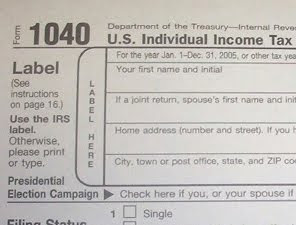 Form 1040
Department of the Treasury—Internal Reve
U.S. Individual Income Tax
Label
(See
instructions
on page 16.)
Use the IRS
label.
Otherwise,
please print
or type.
LABEL HERE
For the year Jan. 1–Dec. 31, 2005, or other tax yea
Your first name and initial
If a joint return, spouse's first name and initi
Home address (number and street). If you h
City, town or post office, state, and ZIP co
Presidential
Election Campaign
Check here if you, or your spouse if
Filing Status
1 Single